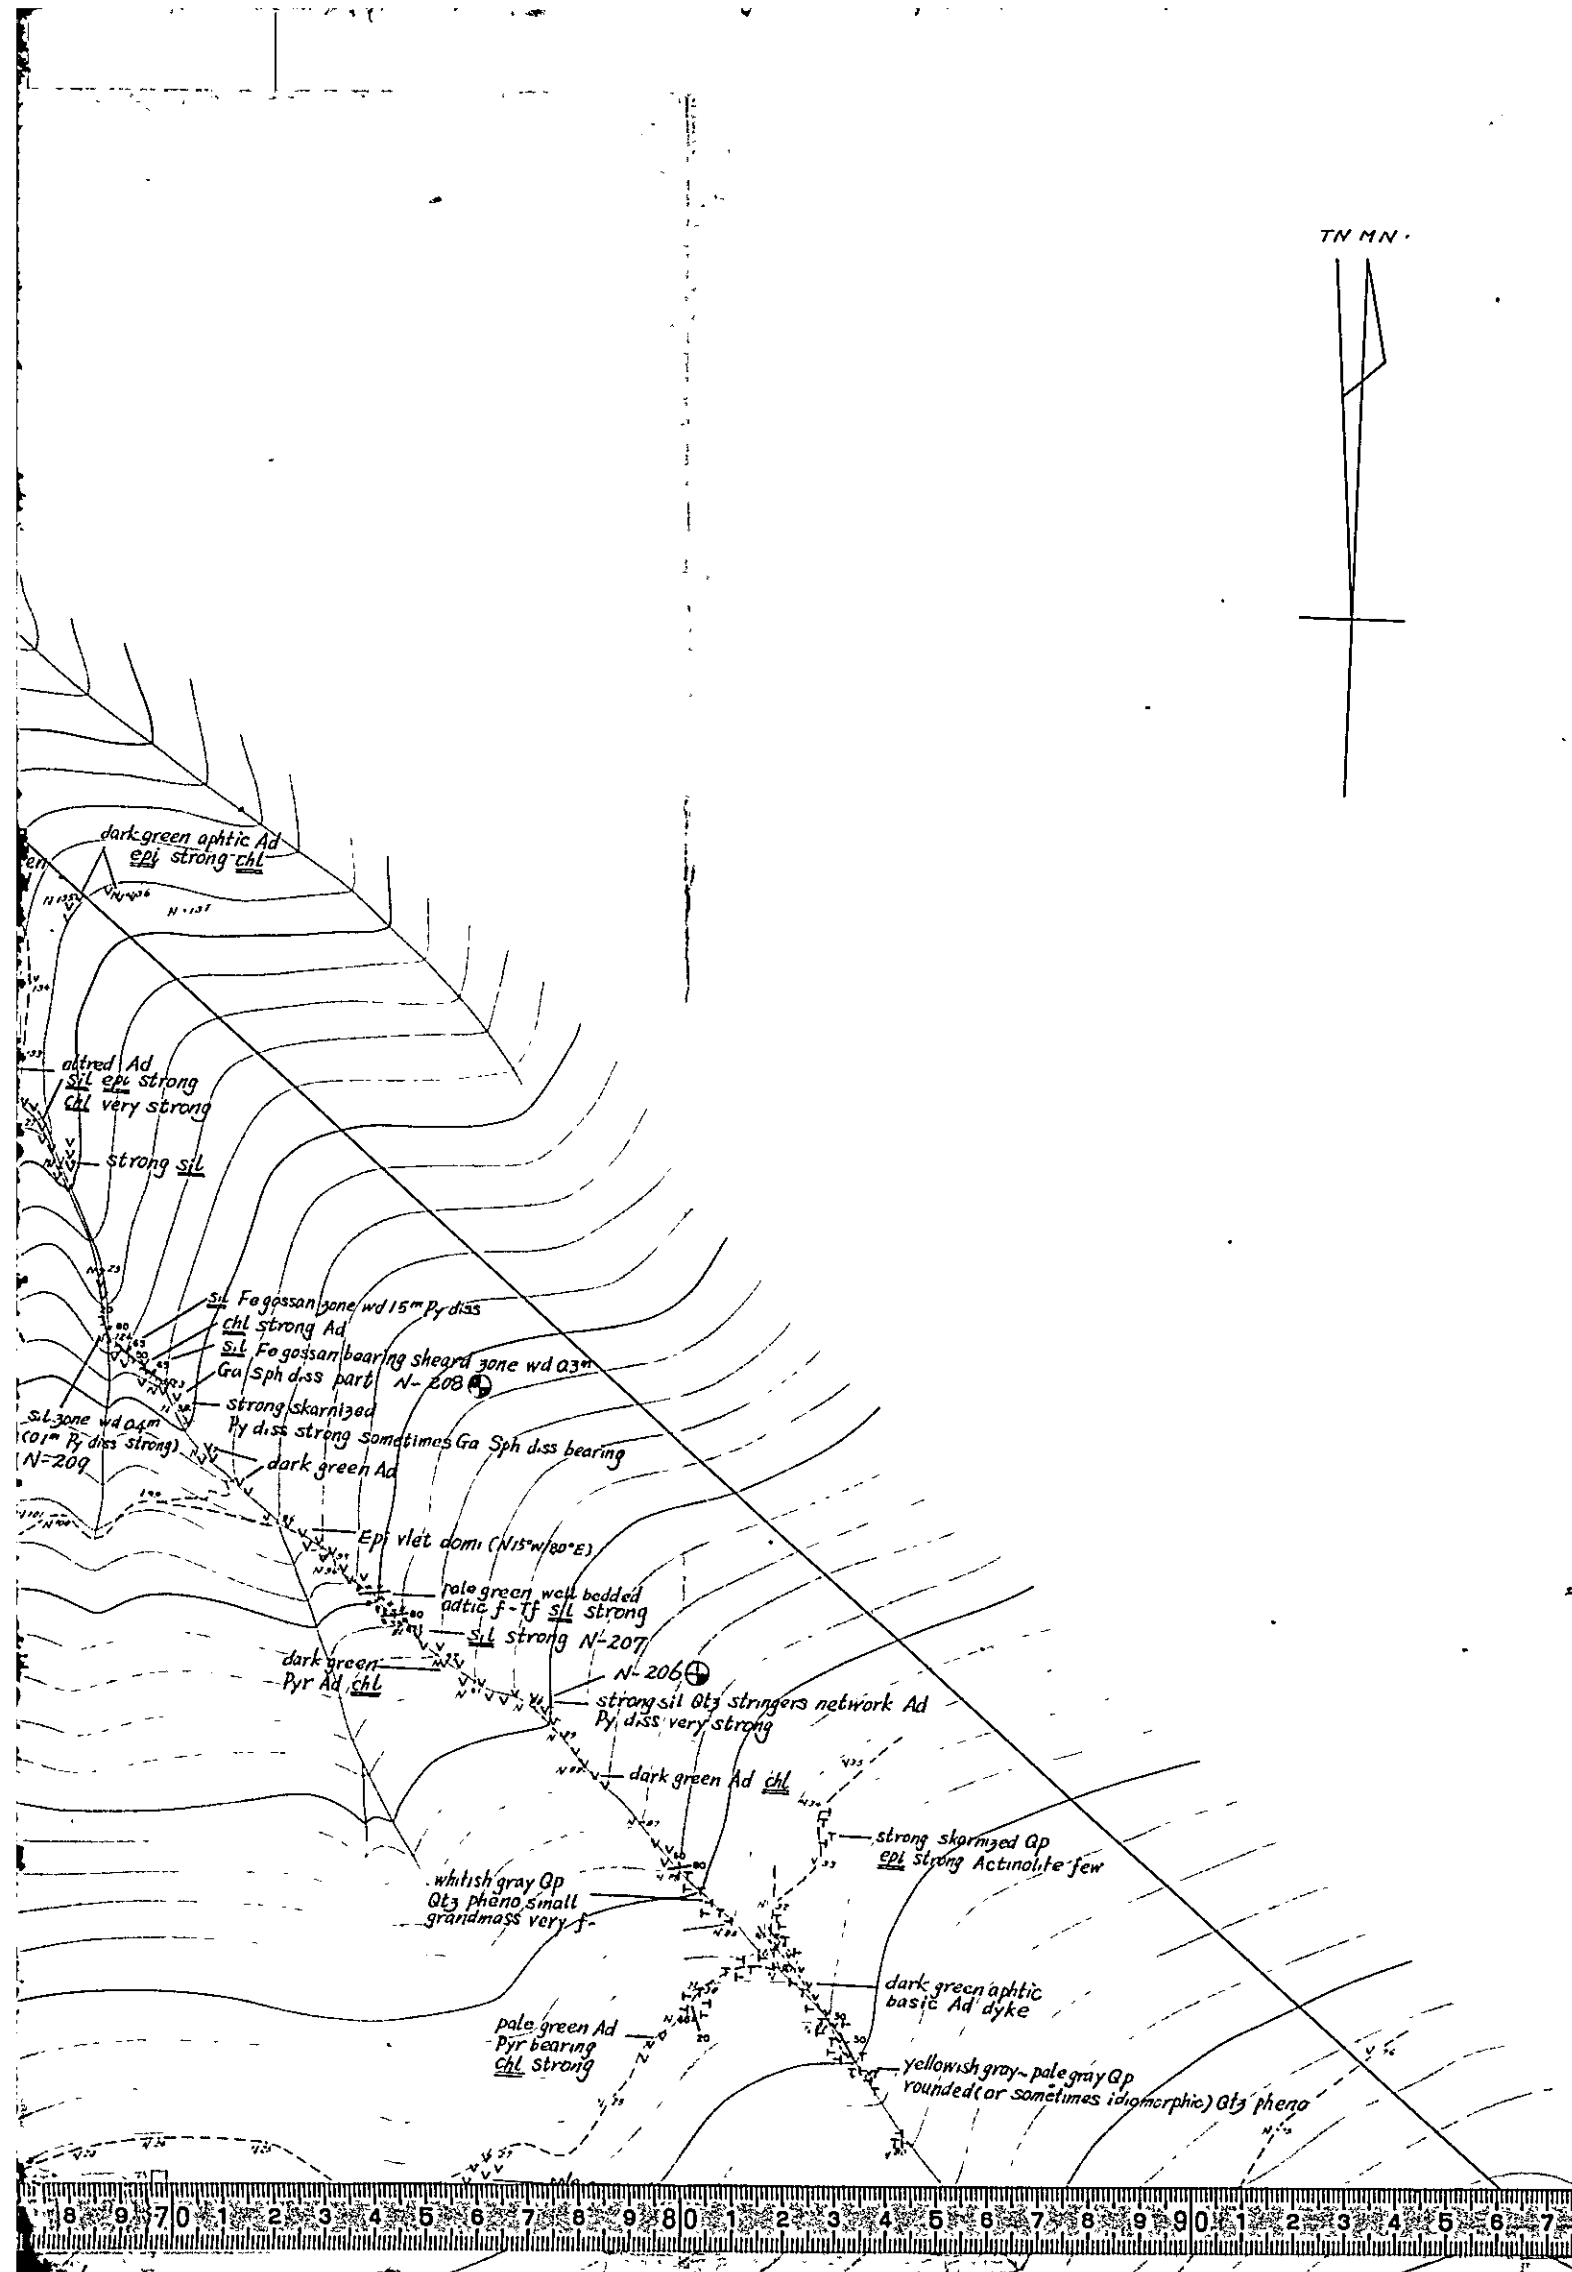 TN MN
dark green aphtic Ad
epi strong chl
N-137
134
altred Ad
sil epi strong
chl very strong
strong sil
sil Fe gossan zone wd 15m Py diss
chl strong Ad
sil Fe gossan bearing sheard zone wd 0.3m
Ga Sph diss part N-208
strong skarnized
Py diss strong sometimes Ga Sph diss bearing
sil zone wd 0.4m
(0.1m Py diss strong)
N-209
dark green Ad
Epi vlet domi (N15°W/80°E)
pale green well bedded
adtic f-Tf sil strong
sil strong N-207
dark green
Pyr Ad chl
N-206
strong sil Qtz stringers network Ad
Py diss very strong
dark green Ad chl
strong skarnized Qp
epi strong Actinolite few
whitish gray Qp
Qtz pheno small
grandmass very f-
dark green aphtic
basic Ad dyke
pale green Ad
Pyr bearing
chl strong
20
yellowish gray~pale gray Qp
rounded (or sometimes idiomorphic) Qtz pheno
8 9 70 1 2 3 4 5 6 7 8 9 80 1 2 3 4 5 6 7 8 9 90 1 2 3 4 5 6 7